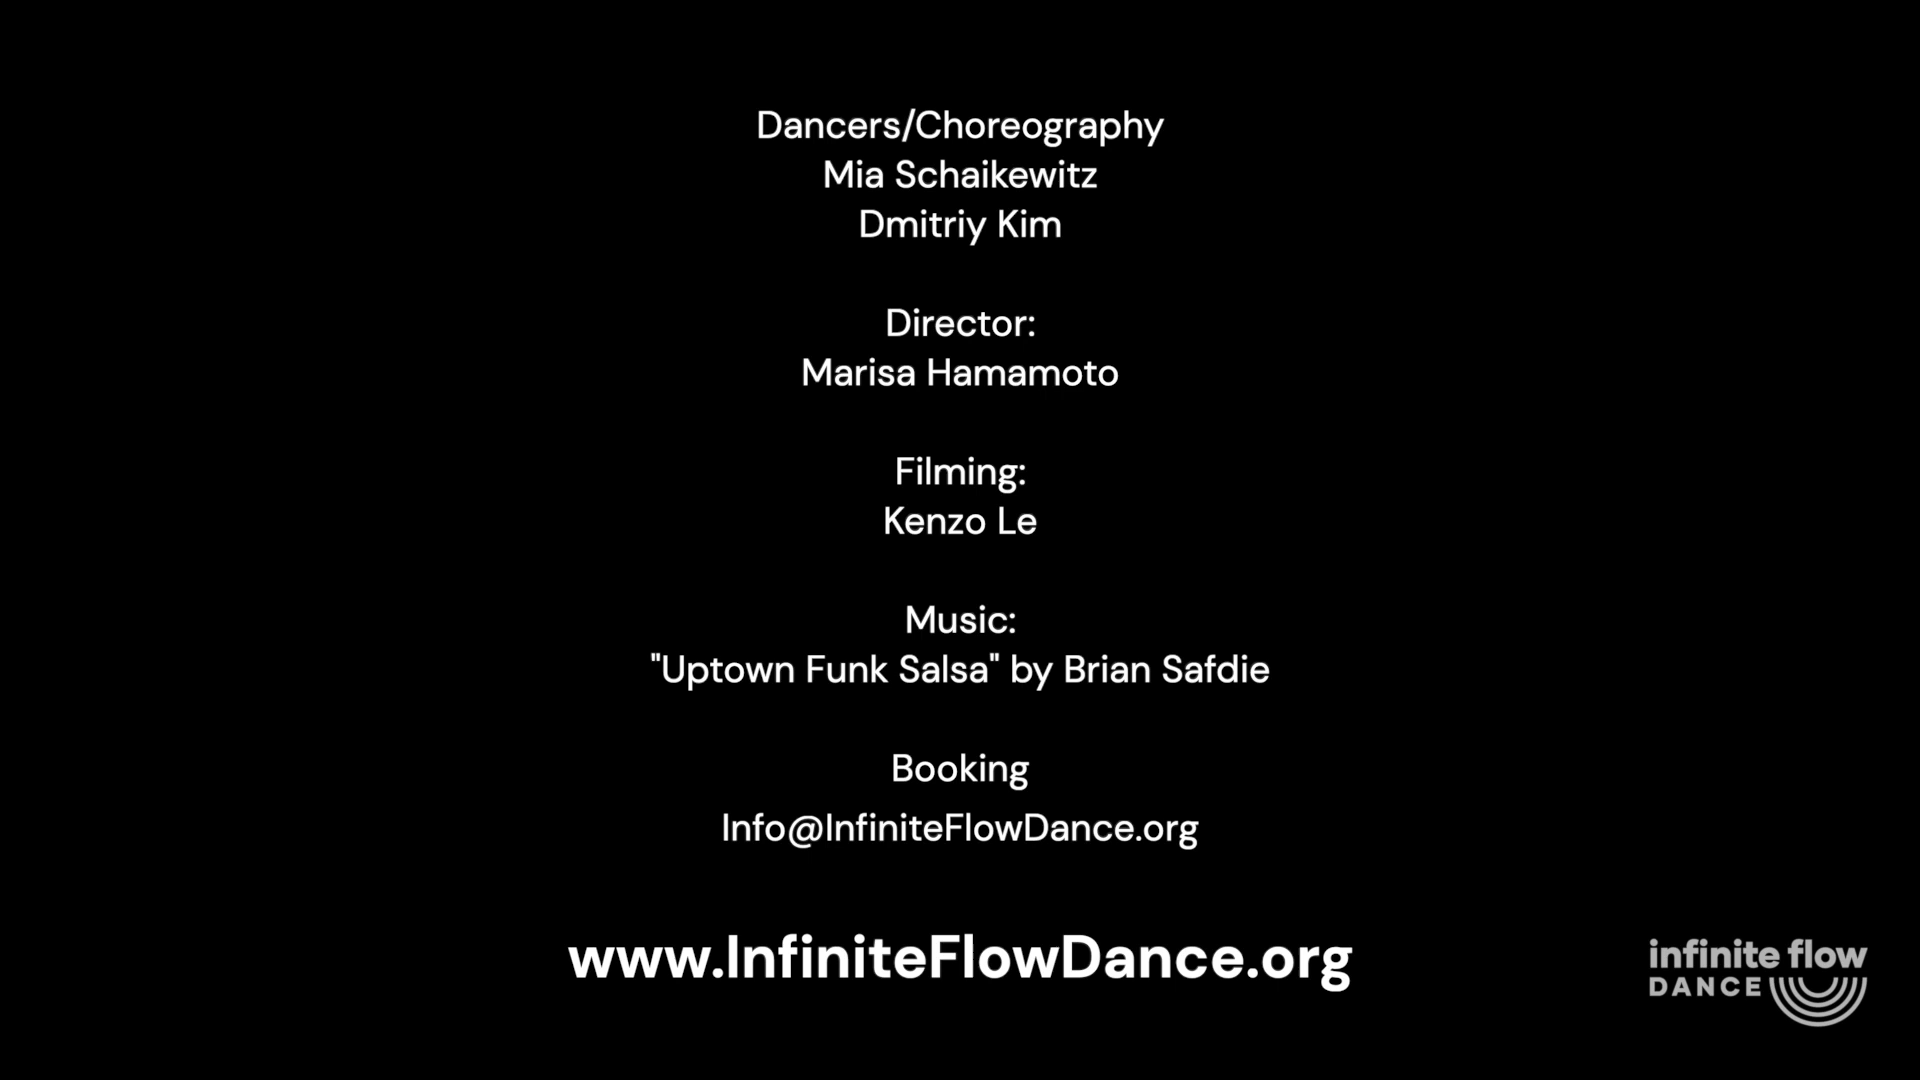 Dancers/Choreography
Mia Schaikewitz
Dmitriy Kim
Director:
Marisa Hamamoto
Filming:
Kenzo Le
Music:
"Uptown Funk Salsa" by Brian Safdie
Booking
Info@InfiniteFlowDance.org
www.InfiniteFlowDance.org
infinite flow
DANCE